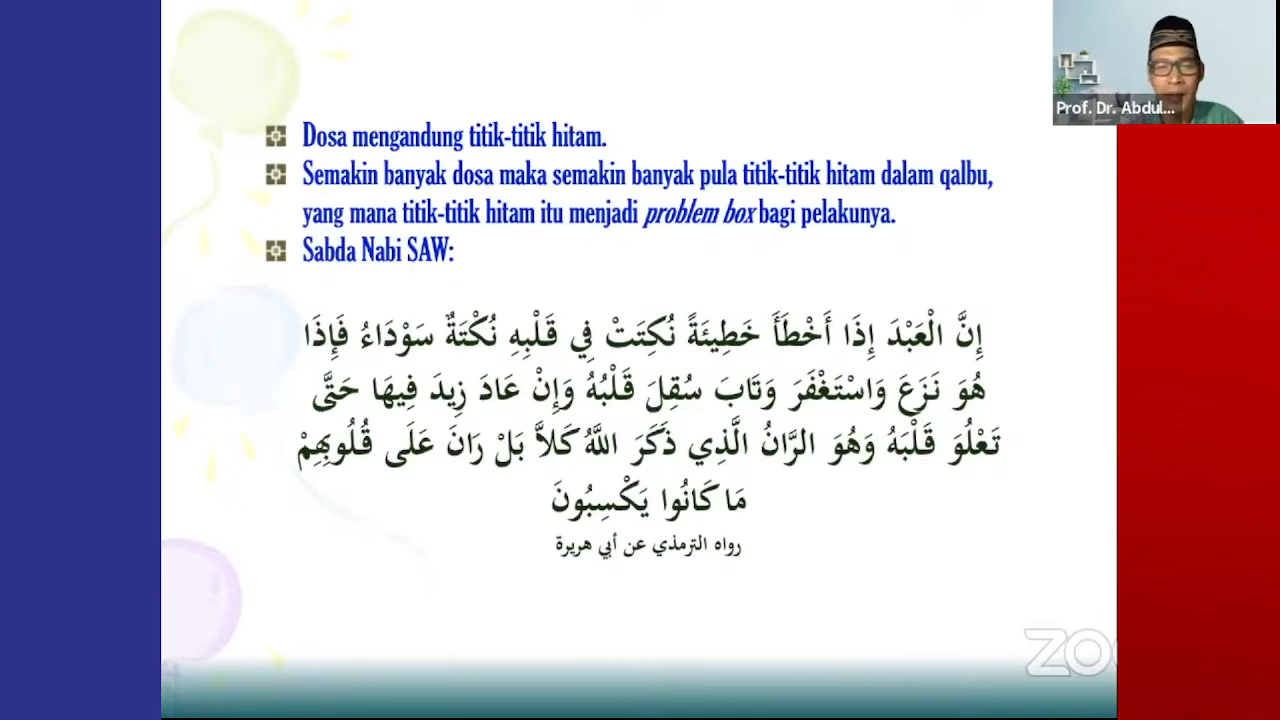 Prof. Dr. Abdul...
Dosa mengandung titik-titik hitam.
Semakin banyak dosa maka semakin banyak pula titik-titik hitam dalam qalbu,
yang mana titik-titik hitam itu menjadi problem box bagi pelakunya.
Sabda Nabi SAW:
إِنَّ الْعَبْدَ إِذَا أَخْطَأَ خَطِيئَةً نُكِتَتْ فِي قَلْبِهِ نُكْتَةٌ سَوْدَاءُ فَإِذَا
هُوَ نَزَعَ وَاسْتَغْفَرَ وَتَابَ سُقِلَ قَلْبُهُ وَإِنْ عَادَ زِيدَ فِيهَا حَتَّى
تَعْلُوَ قَلْبَهُ وَهُوَ الرَّانُ الَّذِي ذَكَرَ اللَّهُ كَلاَّ بَلْ رَانَ عَلَى قُلُوبِهِمْ
مَا كَانُوا يَكْسِبُونَ
رواه الترمذي عن أبي هريرة
ZO